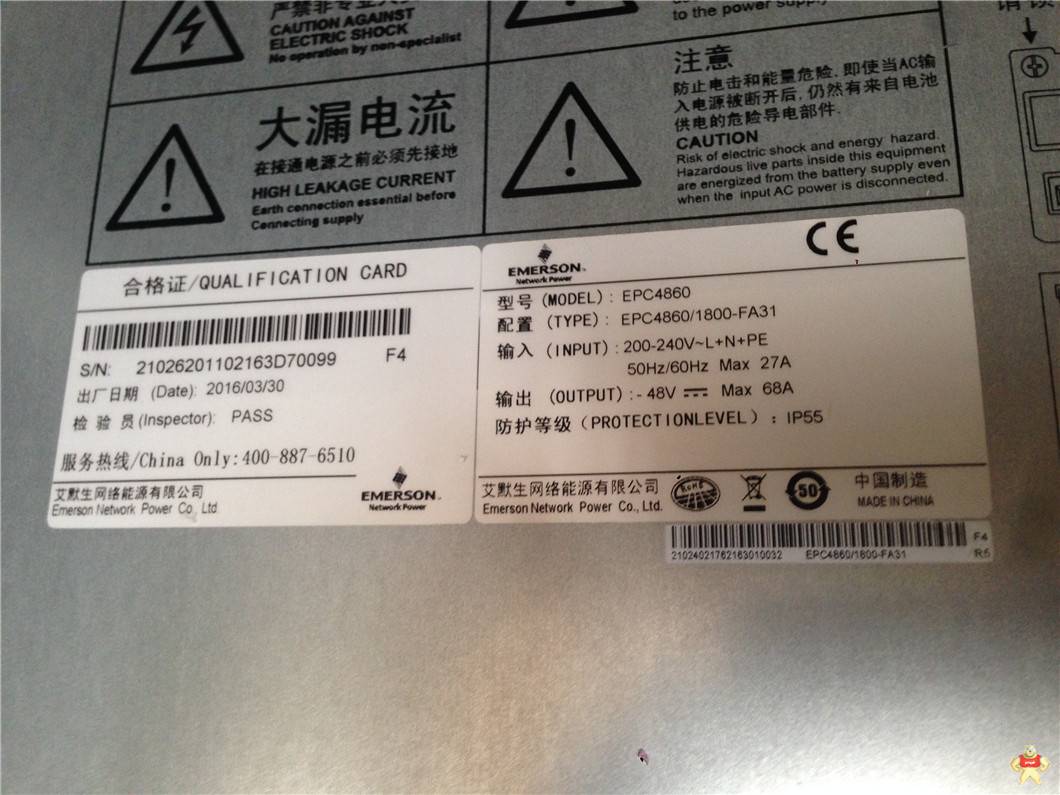 严禁非专业人
CAUTION AGAINST
ELECTRIC SHOCK
No operation by non-specialist
to the power supply
大漏电流
在接通电源之前必须先接地
HIGH LEAKAGE CURRENT
Earth connection essential before
Connecting supply
注意
防止电击和能量危险，即使当AC输
入电源被断开后，仍然有来自电池
供电的危险导电部件.
CAUTION
Risk of electric shock and energy hazard.
Hazardous live parts inside this equipment
are energized from the battery supply even
when the input AC power is disconnected.
合格证/QUALIFICATION CARD
S/N: 21026201102163D70099 F4
出厂日期 (Date): 2016/03/30
检 验 员(Inspector): PASS
服务热线/China Only:400-887-6510
艾默生网络能源有限公司
Emerson Network Power Co., Ltd.
EMERSON
Network Power
CE
EMERSON
Network Power
型号 (MODEL): EPC4860
配置 (TYPE): EPC4860/1800-FA31
输入 (INPUT): 200-240V~L+N+PE
50Hz/60Hz Max 27A
输出 (OUTPUT):-48V Max 68A
防护等级 (PROTECTIONLEVEL): IP55
艾默生网络能源有限公司
Emerson Network Power Co., Ltd.
RoHS
50
中国制造
MADE IN CHINA
21024021762163010032 EPC4860/1800-FA31
F4
R6